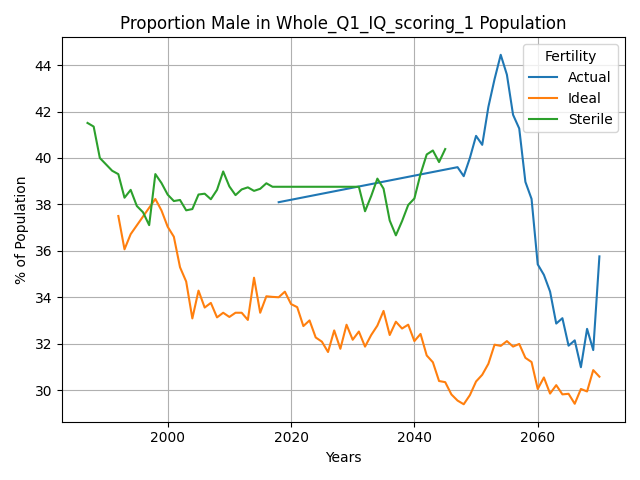 Proportion Male in Whole_Q1_IQ_scoring_1 Population
Fertility
Actual
Ideal
Sterile
% of Population
44
42
40
38
36
34
32
30
2000
2020
2040
2060
Years